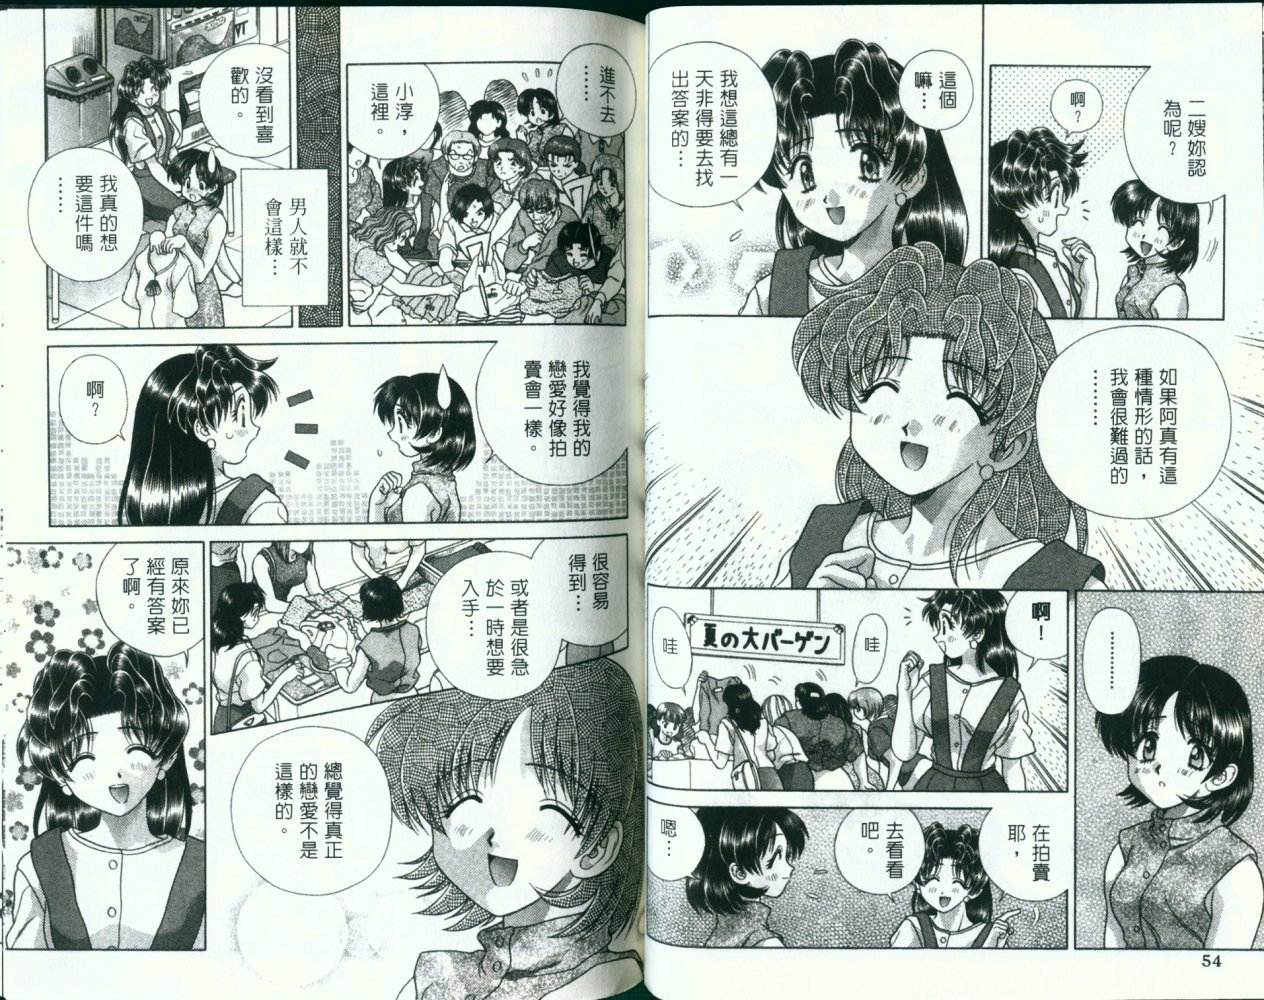 二嫂妳認
為呢？
啊？
這個
嘛…
我想這總有一
天非得要去找
出答案的…
如果阿真有這
種情形的話，
我會很難過的
………
…………
啊！
夏の大バーゲン
哇
哇
在拍賣
耶，
去看看
吧。
嗯…
54
進不去
……
小淳，
這裡。
沒看到喜
歡的。
我真的想
要這件嗎
……
男人就不
會這樣…
我覺得我的
戀愛好像拍
賣會一樣。
啊？
很容易
得到…
或者是很急
於一時想要
入手…
總覺得真正
的戀愛不是
這樣的。
原來妳已
經有答案
了啊。